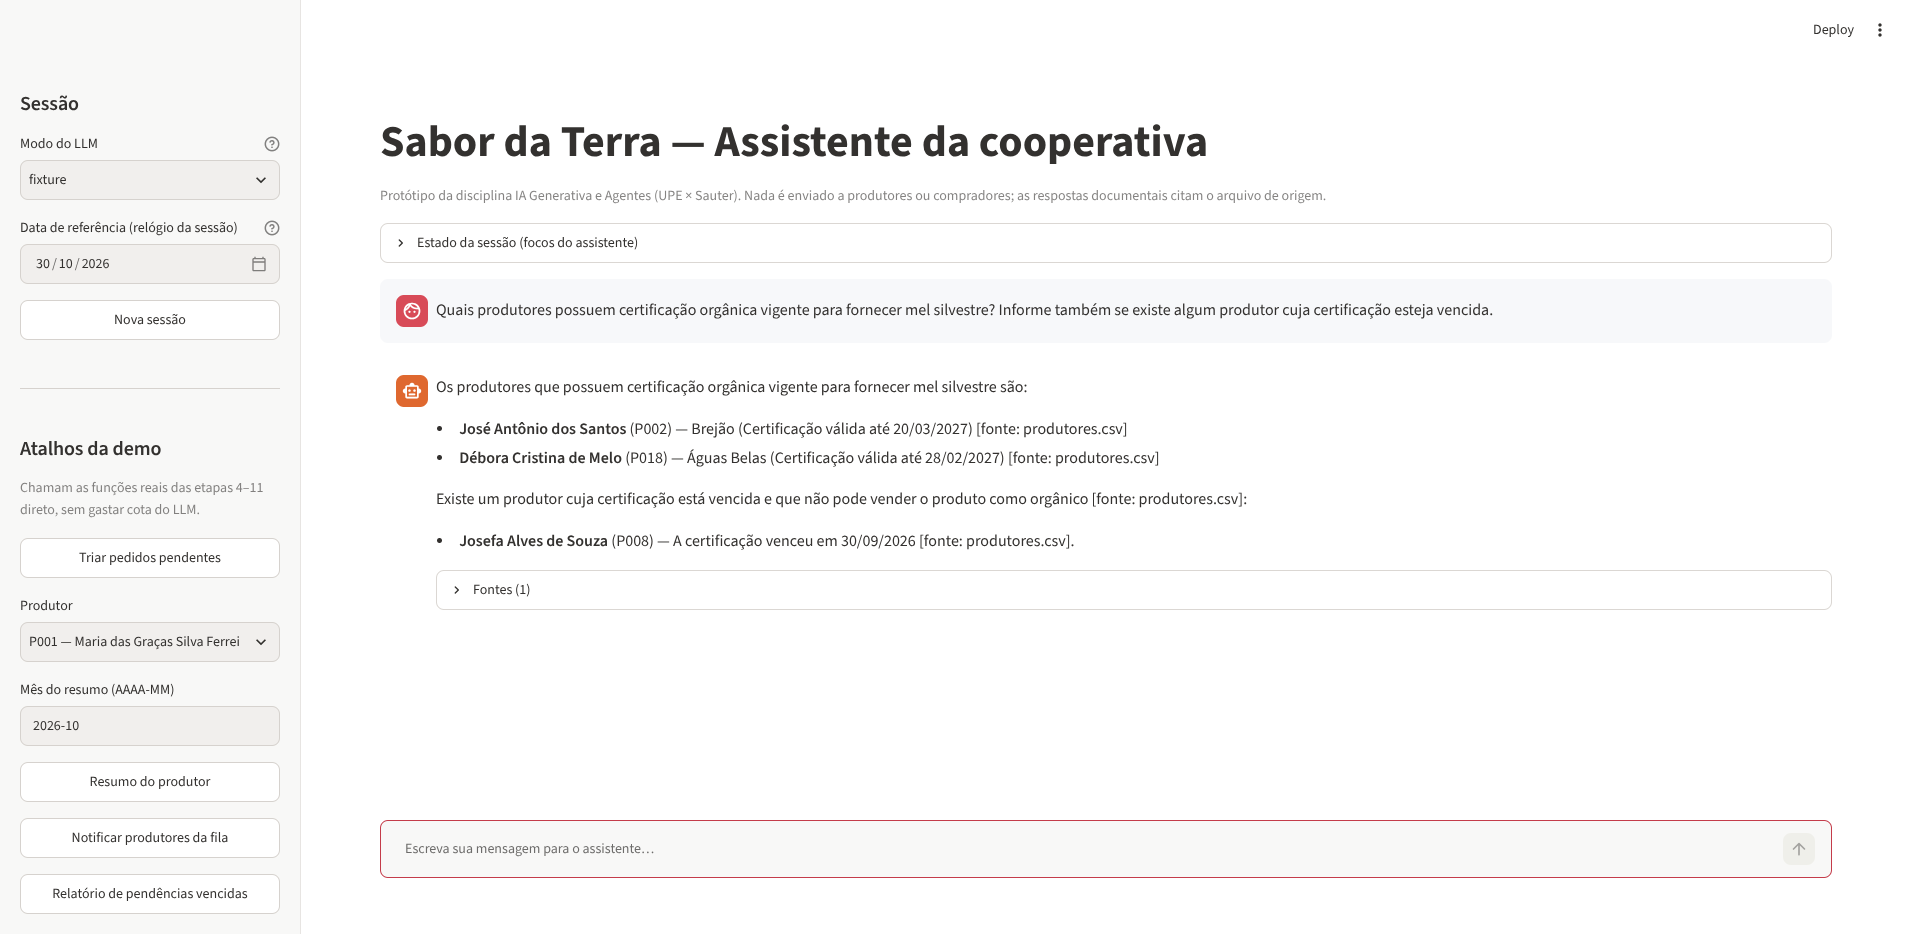 Deploy
Sessão
Modo do LLM
fixture
Data de referência (relógio da sessão)
30 / 10 / 2026
Nova sessão
Atalhos da demo
Chamam as funções reais das etapas 4–11
direto, sem gastar cota do LLM.
Triar pedidos pendentes
Produtor
P001 — Maria das Graças Silva Ferrei
Mês do resumo (AAAA-MM)
2026-10
Resumo do produtor
Notificar produtores da fila
Relatório de pendências vencidas
Sabor da Terra — Assistente da cooperativa
Protótipo da disciplina IA Generativa e Agentes (UPE × Sauter). Nada é enviado a produtores ou compradores; as respostas documentais citam o arquivo de origem.
Estado da sessão (focos do assistente)
Quais produtores possuem certificação orgânica vigente para fornecer mel silvestre? Informe também se existe algum produtor cuja certificação esteja vencida.
Os produtores que possuem certificação orgânica vigente para fornecer mel silvestre são:
• José Antônio dos Santos (P002) — Brejão (Certificação válida até 20/03/2027) [fonte: produtores.csv]
• Débora Cristina de Melo (P018) — Águas Belas (Certificação válida até 28/02/2027) [fonte: produtores.csv]
Existe um produtor cuja certificação está vencida e que não pode vender o produto como orgânico [fonte: produtores.csv]:
• Josefa Alves de Souza (P008) — A certificação venceu em 30/09/2026 [fonte: produtores.csv].
Fontes (1)
Escreva sua mensagem para o assistente…